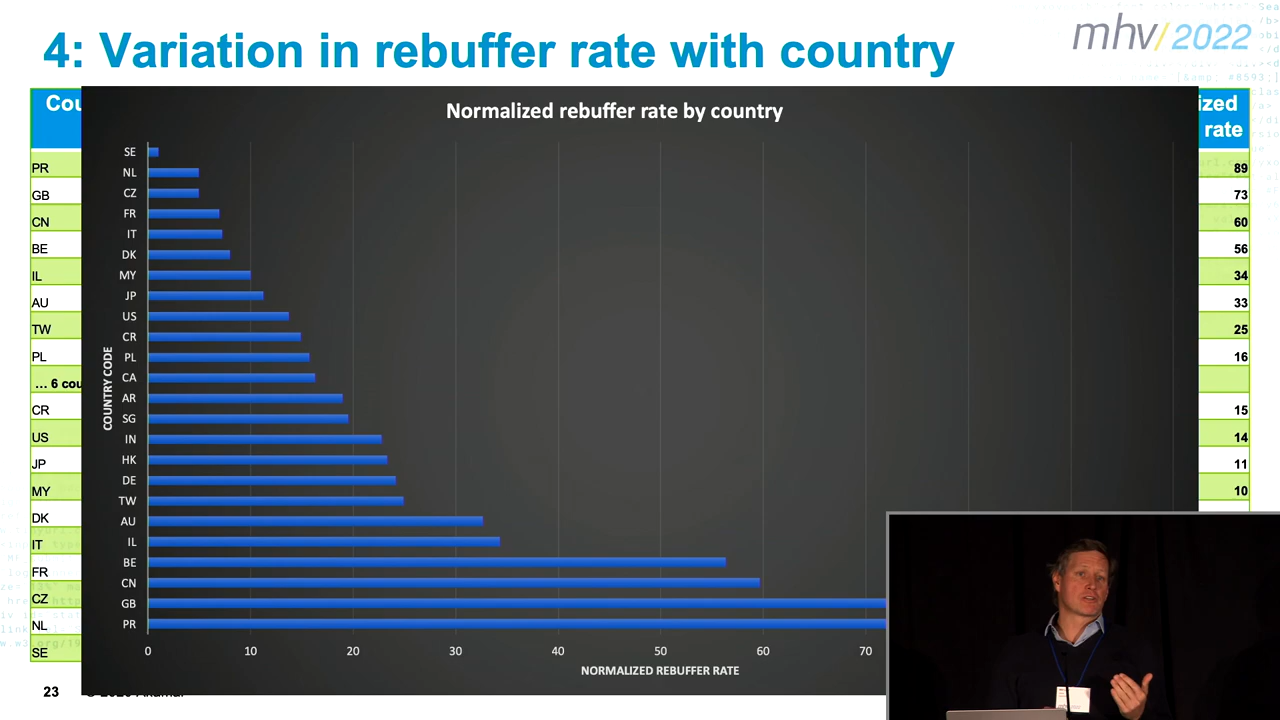 4: Variation in rebuffer rate with country
mhv/2022
Normalized rebuffer rate by country
rate
PR 89
GB 73
CN 60
BE 56
IL 34
AU 33
TW 25
PL 16
... 6
CR 15
US 14
JP 11
MY 10
DK
IT
FR
CZ
NL
SE
COUNTRY CODE
SE
NL
CZ
FR
IT
DK
MY
JP
US
CR
PL
CA
AR
SG
IN
HK
DE
TW
AU
IL
BE
CN
GB
PR
0 10 20 30 40 50 60 70
NORMALIZED REBUFFER RATE
23